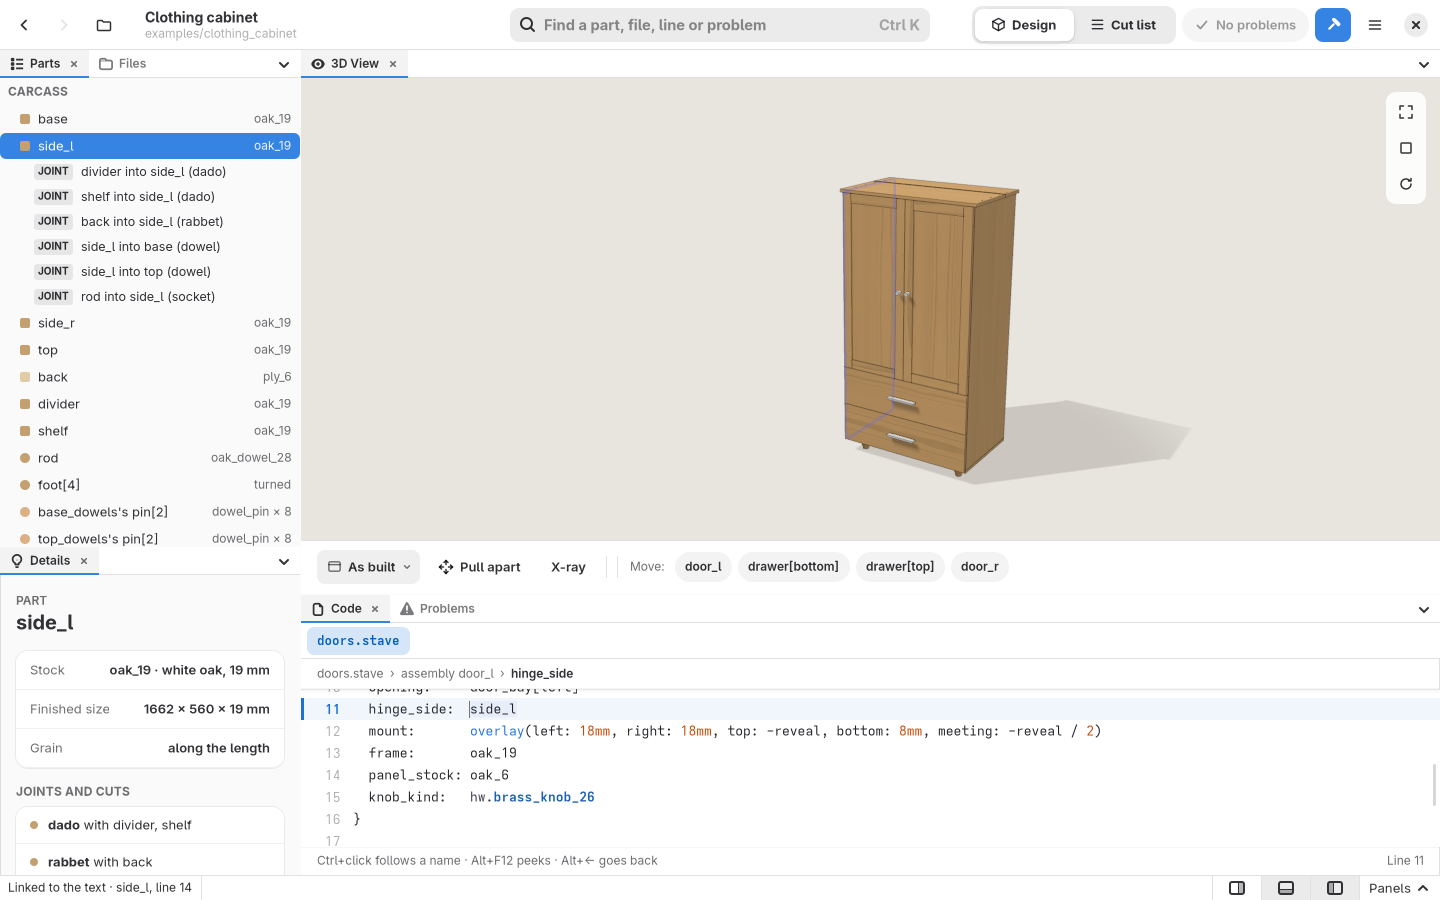 Clothing cabinet
examples/clothing_cabinet
Find a part, file, line or problem
Ctrl K
Design
Cut list
No problems
Parts
Files
3D View
CARCASS
base oak_19
side_l oak_19
JOINT divider into side_l (dado)
JOINT shelf into side_l (dado)
JOINT back into side_l (rabbet)
JOINT side_l into base (dowel)
JOINT side_l into top (dowel)
JOINT rod into side_l (socket)
side_r oak_19
top oak_19
back ply_6
divider oak_19
shelf oak_19
rod oak_dowel_28
foot[4] turned
base_dowels's pin[2] dowel_pin × 8
top_dowels's pin[2] dowel_pin × 8
Details
PART
side_l
Stock oak_19 · white oak, 19 mm
Finished size 1662 × 560 × 19 mm
Grain along the length
JOINTS AND CUTS
dado with divider, shelf
rabbet with back
As built
Pull apart
X-ray
Move:
door_l
drawer[bottom]
drawer[top]
door_r
Code
Problems
doors.stave
doors.stave › assembly door_l › hinge_side
10 opening: door_bay[left]
11 hinge_side: side_l
12 mount: overlay(left: 18mm, right: 18mm, top: -reveal, bottom: 8mm, meeting: -reveal / 2)
13 frame: oak_19
14 panel_stock: oak_6
15 knob_kind: hw.brass_knob_26
16 }
17
Ctrl+click follows a name · Alt+F12 peeks · Alt+← goes back
Line 11
Linked to the text · side_l, line 14
Panels